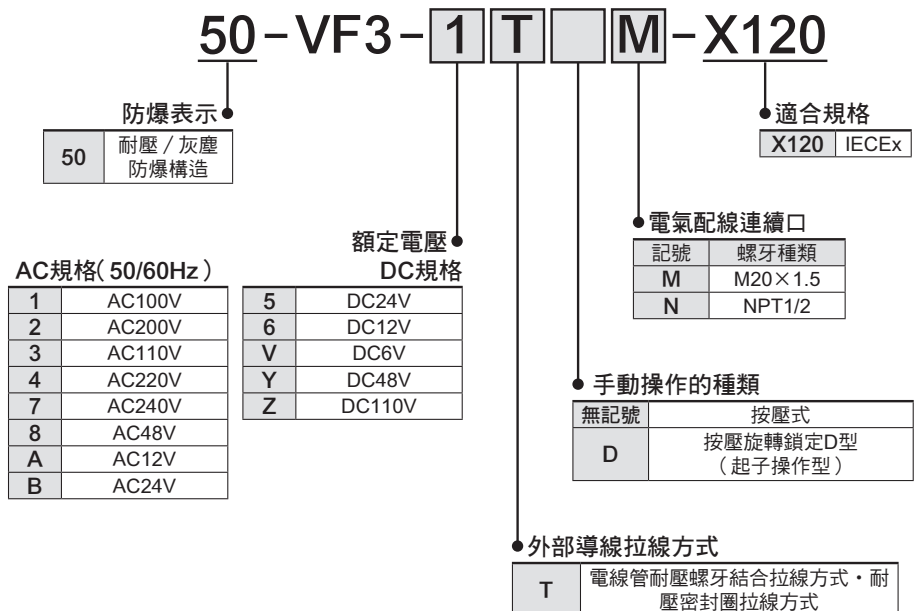 50-VF3-1T M-X120
防爆表示
50 耐壓／灰塵
防爆構造
適合規格
X120 IECEx
電氣配線連續口
記號 螺牙種類
M M20×1.5
N NPT1/2
額定電壓
AC規格(50/60Hz)
1 AC100V
2 AC200V
3 AC110V
4 AC220V
7 AC240V
8 AC48V
A AC12V
B AC24V
DC規格
5 DC24V
6 DC12V
V DC6V
Y DC48V
Z DC110V
手動操作的種類
無記號 按壓式
D 按壓旋轉鎖定D型
（起子操作型）
外部導線拉線方式
T 電線管耐壓螺牙結合拉線方式・耐
壓密封圈拉線方式